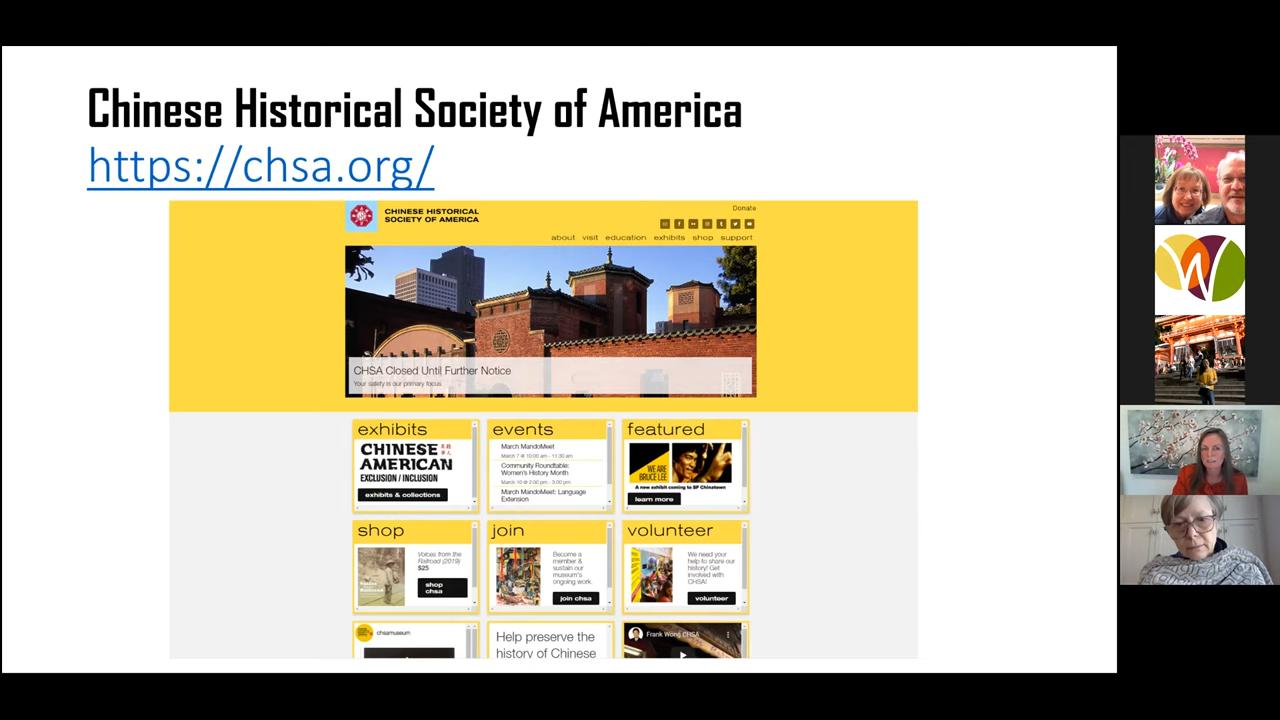 Chinese Historical Society of America
https://chsa.org/
Donate
CHINESE HISTORICAL
SOCIETY OF AMERICA
about visit education exhibits shop support
CHSA Closed Until Further Notice
Your safety is our primary focus
exhibits
CHINESE
AMERICAN
EXCLUSION / INCLUSION
exhibits & collections
events
March MandoMeet
March 7 @ 10:00 am - 11:30 am
Community Roundtable:
Women's History Month
March 10 @ 2:00 pm - 3:00 pm
March MandoMeet: Language
Extension
featured
WE ARE
BRUCE LEE
A new exhibit coming to SF Chinatown
learn more
shop
Voices from the
Railroad (2019)
$25
shop
chsa
join
Become a
member &
sustain our
museum's
ongoing work.
join chsa
volunteer
We need your
help to share our
history! Get
involved with
CHSA!
volunteer
chsamuseum
Help preserve the
history of Chinese
Frank Wong CHSA
W